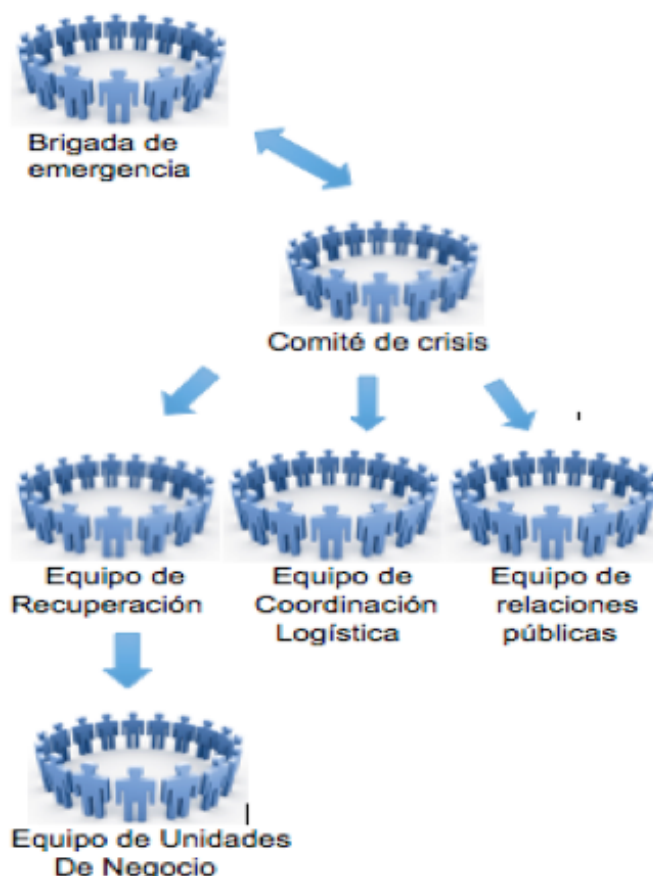 Brigada de
emergencia
Comité de crisis
Equipo de
Recuperación
Equipo de
Coordinación
Logística
Equipo de
relaciones
públicas
Equipo de Unidades
De Negocio